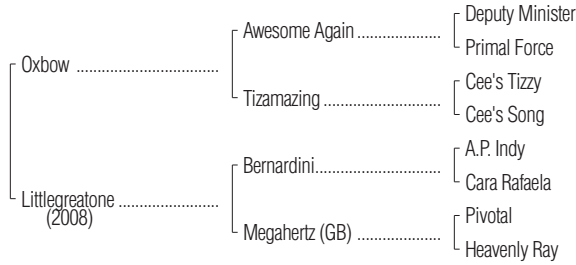 Deputy Minister
Awesome Again ...................
Primal Force
Oxbow .................................
Cee's Tizzy
Tizamazing ...........................
Cee's Song
A.P. Indy
Bernardini.............................
Cara Rafaela
Littlegreatone .......................
(2008)
Pivotal
Megahertz (GB) ...................
Heavenly Ray